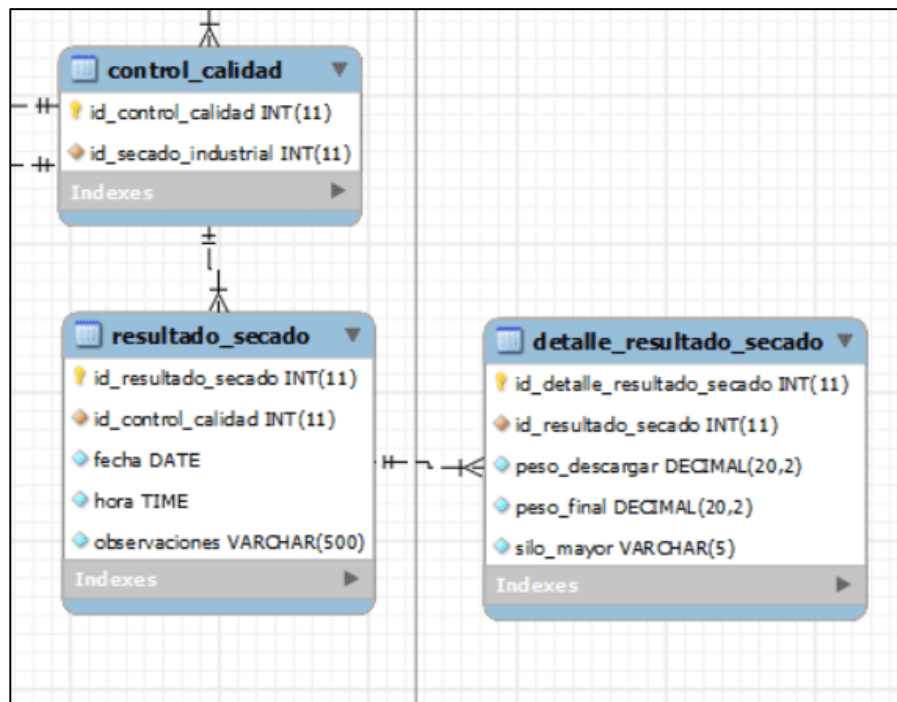 control_calidad
id_control_calidad INT(11)
id_secado_industrial INT(11)
Indexes
resultado_secado
id_resultado_secado INT(11)
id_control_calidad INT(11)
fecha DATE
hora TIME
observaciones VARCHAR(500)
Indexes
detalle_resultado_secado
id_detalle_resultado_secado INT(11)
id_resultado_secado INT(11)
peso_descargar DECIMAL(20,2)
peso_final DECIMAL(20,2)
silo_mayor VARCHAR(5)
Indexes